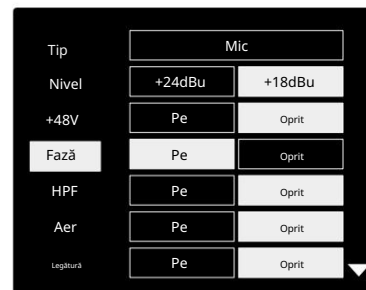 Tip Mic
Nivel +24dBu +18dBu
+48V Pe Oprit
Fază Pe Oprit
HPF Pe Oprit
Aer Pe Oprit
Legătură Pe Oprit